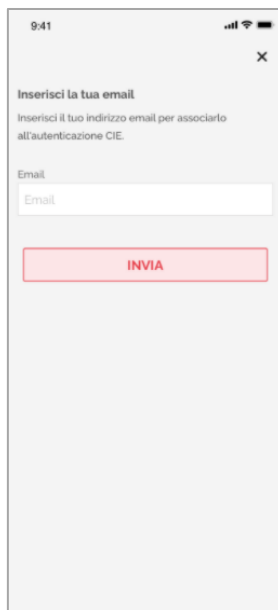 9:41
Inserisci la tua email
Inserisci il tuo indirizzo email per associarlo
all'autenticazione CIE.
Email
Email
INVIA